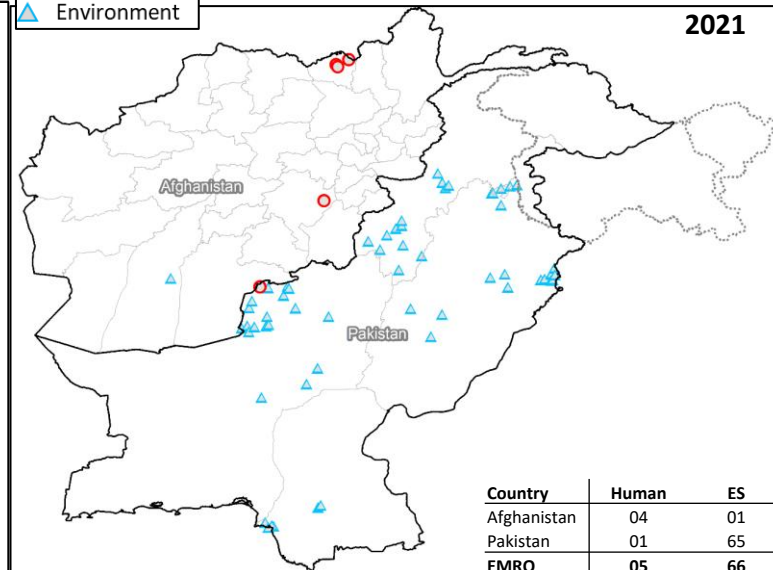 Environment
2021
Afghanistan
Pakistan
Country Human ES
Afghanistan 04 01
Pakistan 01 65
EMRO 05 66